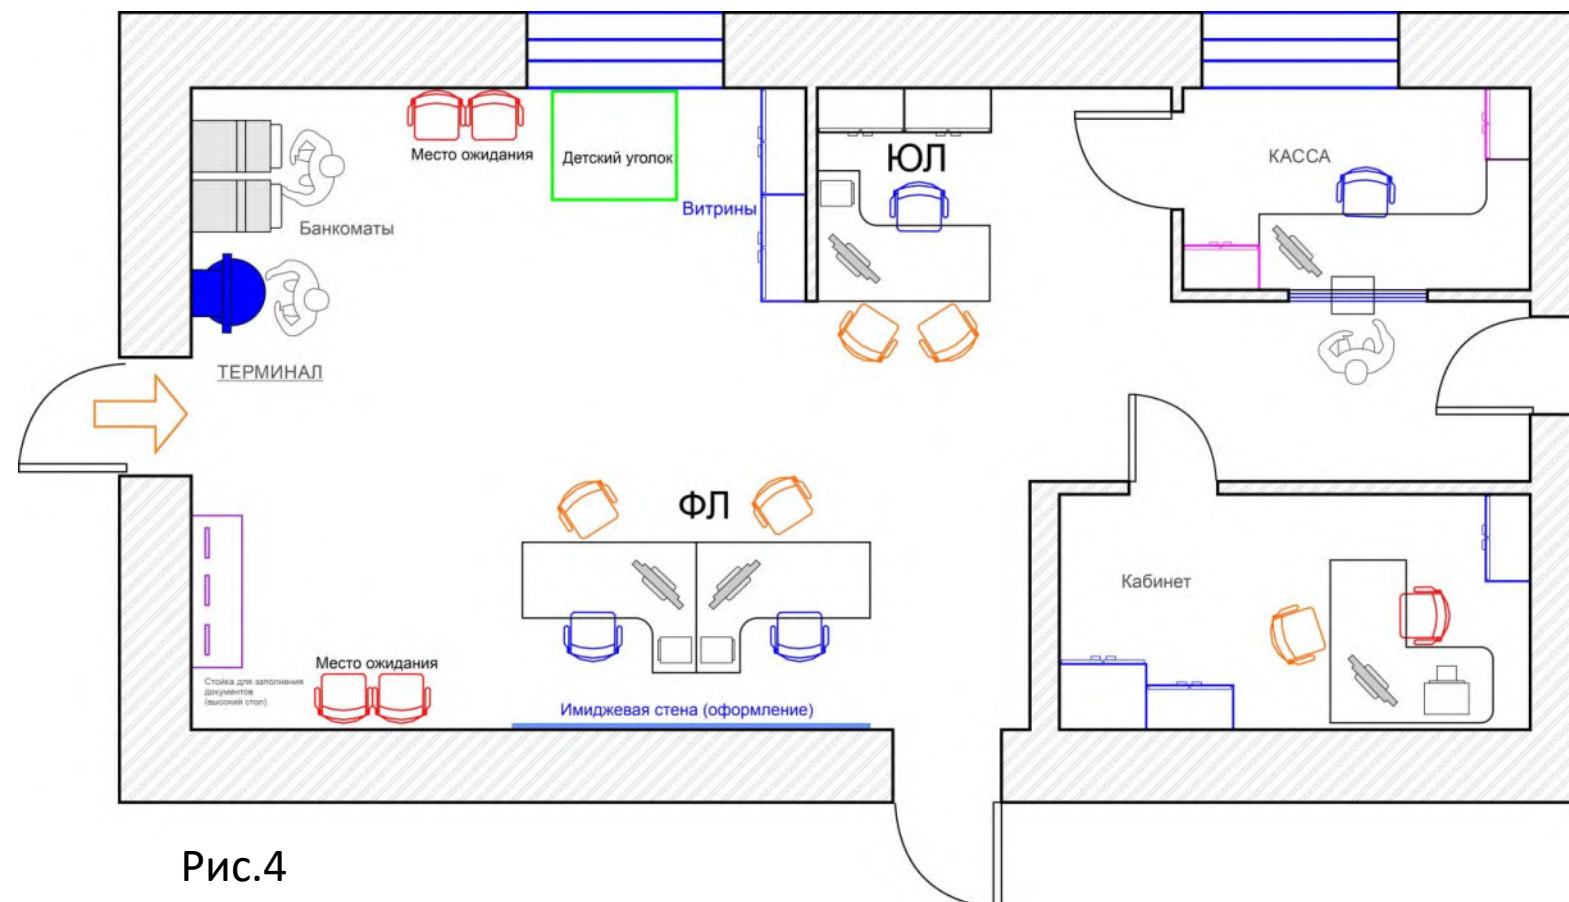 Место ожидания
Детский уголок
ЮЛ
КАССА
Витрины
Банкоматы
ТЕРМИНАЛ
ФЛ
Кабинет
Место ожидания
Стойка для заполнения
документов
(высокий стол)
Имиджевая стена (оформление)
Рис.4